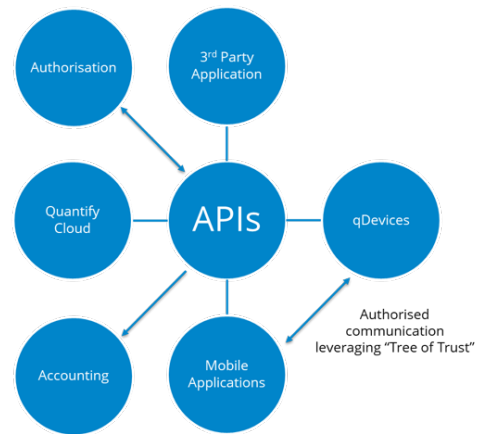 Authorisation
3rd Party
Application
Quantify
Cloud
APIs
qDevices
Authorised
communication
leveraging “Tree of Trust”
Accounting
Mobile
Applications